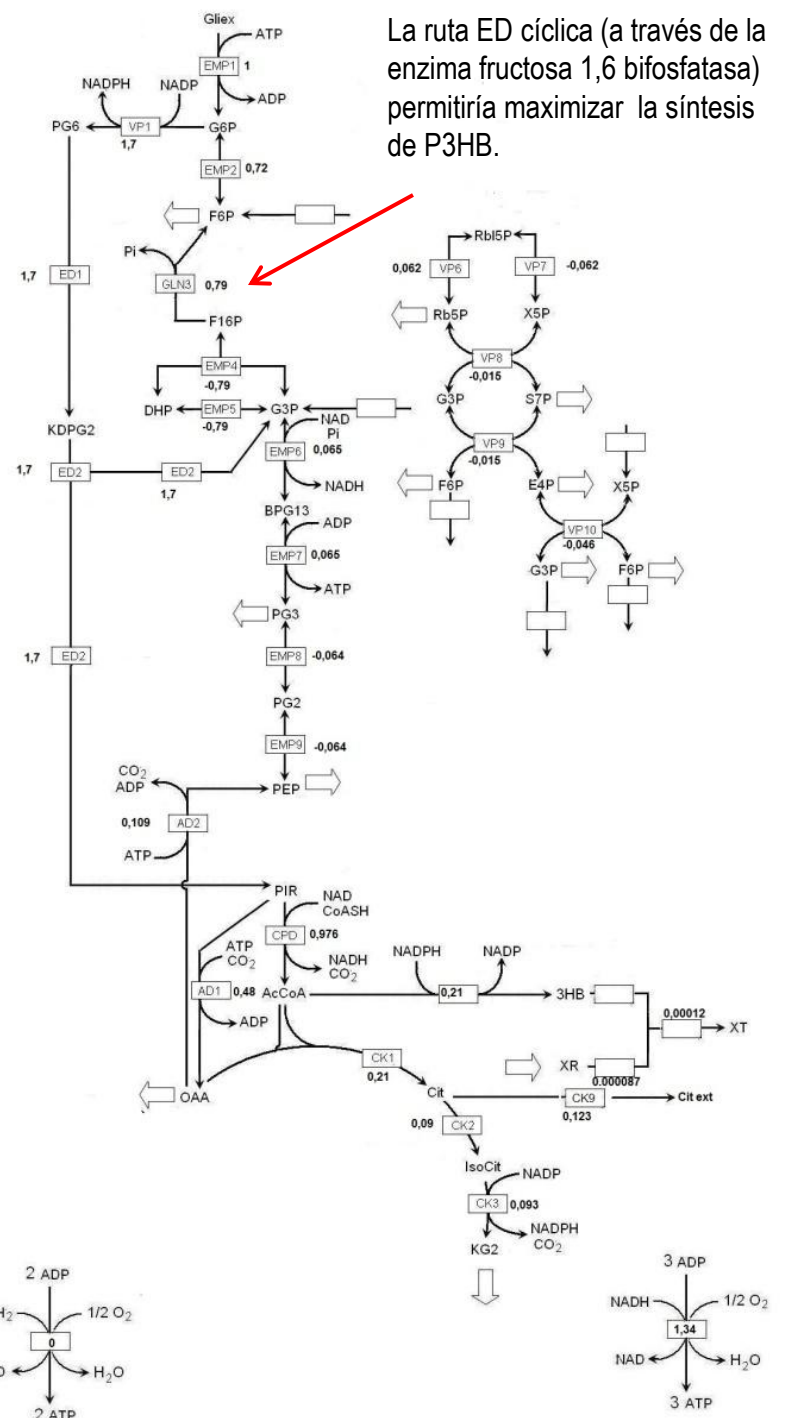 La ruta ED cíclica (a través de la
enzima fructosa 1,6 bifosfatasa)
permitiría maximizar la síntesis
de P3HB.
Gliex
ATP
EMP1
1
ADP
NADPH
NADP
PG6
VP1
1,7
G6P
EMP2
0,72
F6P
Pi
GLN3
0,79
1,7
ED1
F16P
EMP4
-0,79
DHP
EMP5
-0,79
G3P
NAD
Pi
EMP6
0,065
NADH
KDPG2
1,7
ED2
ED2
1,7
BPG13
ADP
EMP7
0,065
ATP
PG3
1,7
ED2
EMP8
-0,064
PG2
EMP9
-0,064
PEP
CO2
ADP
0,109
AD2
ATP
Rbl5P
0,062
VP6
VP7
-0,062
Rb5P
X5P
VP8
-0,015
G3P
S7P
VP9
-0,015
F6P
E4P
X5P
VP10
-0,046
G3P
F6P
PIR
NAD
CoASH
CPD
0,976
NADH
CO2
ATP
CO2
AD1
0,48
ADP
AcCoA
NADPH
NADP
0,21
3HB
0,00012
XT
XR
0.000087
OAA
CK1
0,21
Cit
CK9
0,123
Cit ext
0,09
CK2
IsoCit
NADP
CK3
0,093
NADPH
CO2
KG2
2 ADP
H2
1/2 O2
0
H2O
2 ATP
3 ADP
NADH
1/2 O2
1,34
NAD
H2O
3 ATP